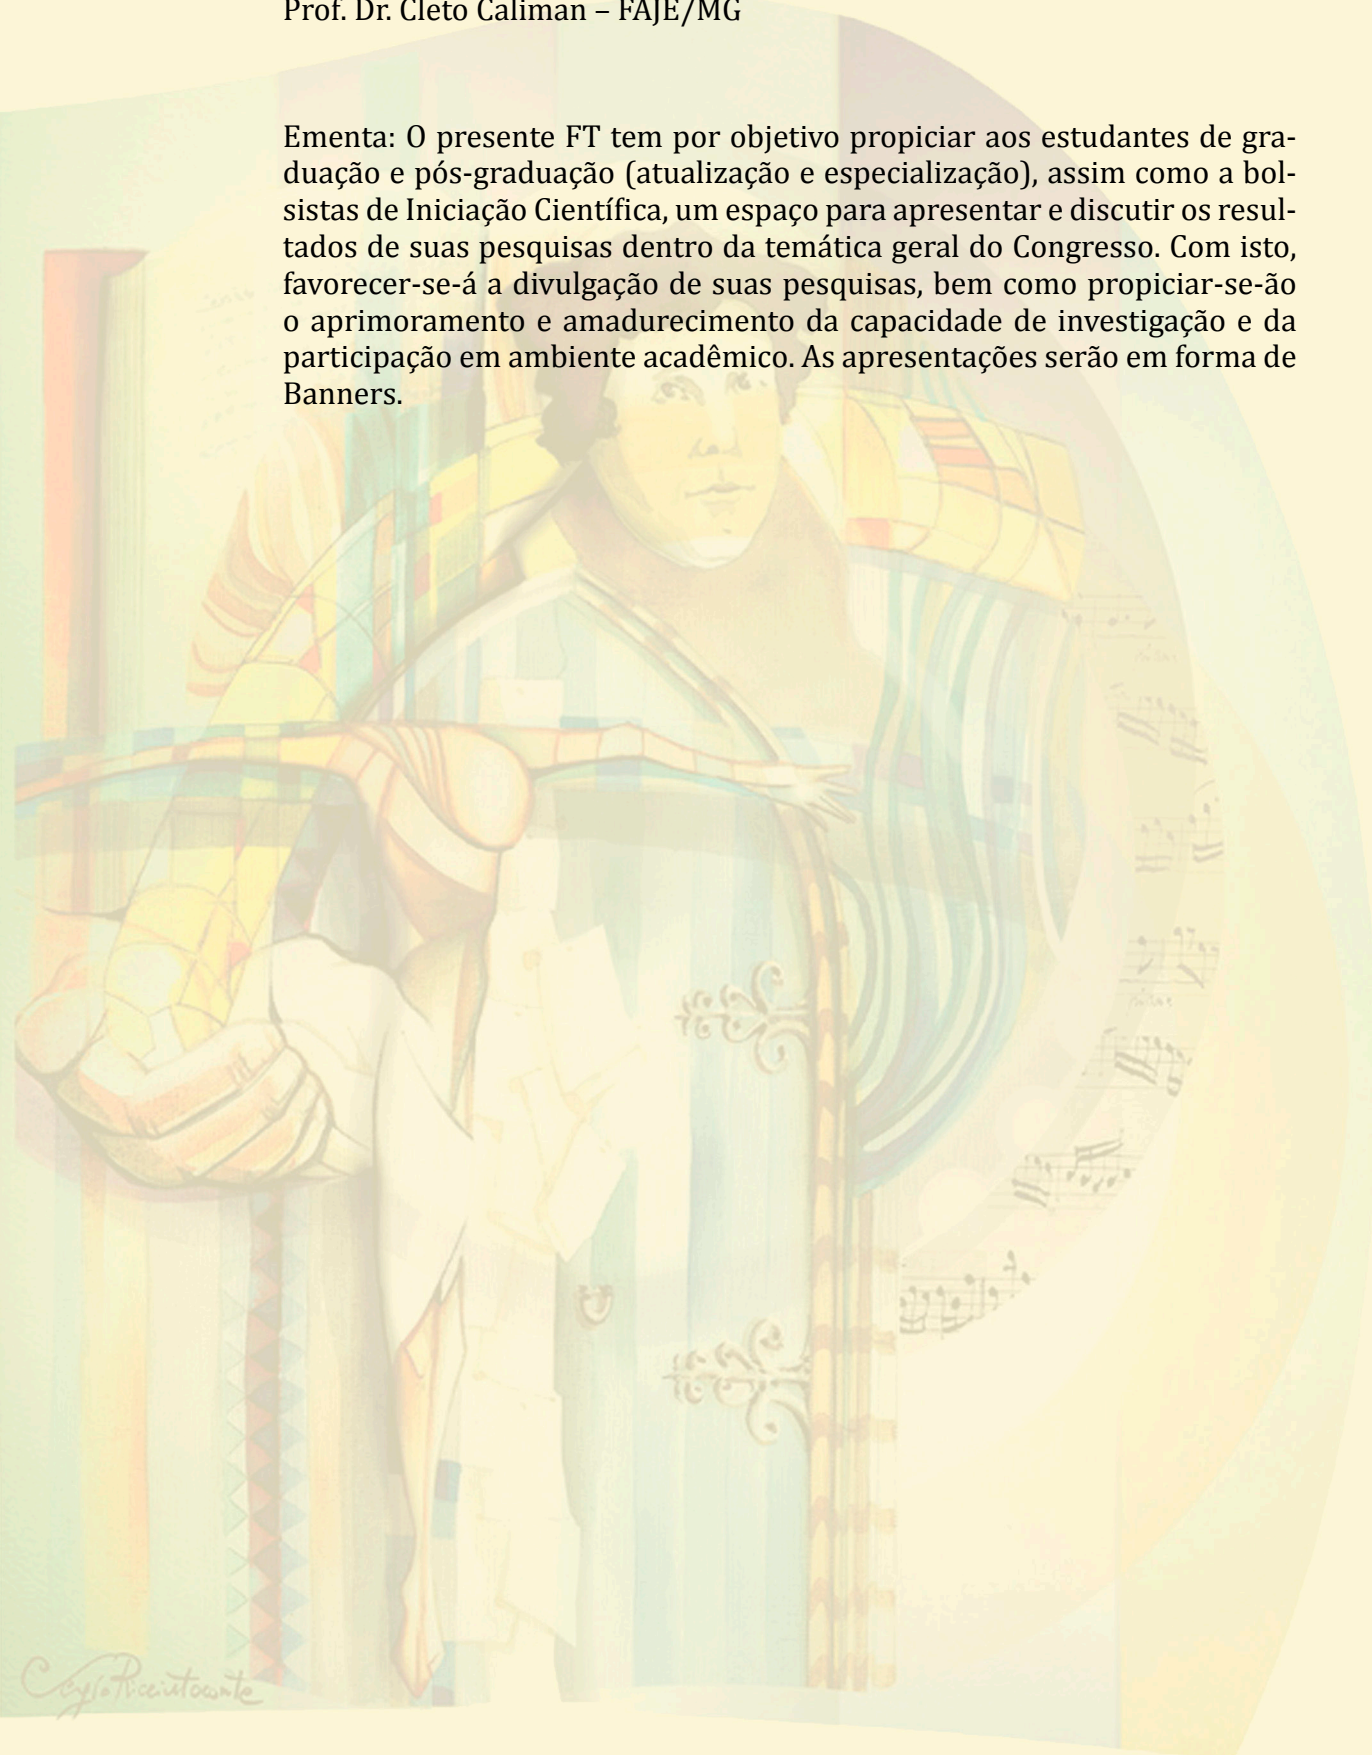 Prof. Dr. Cleto Caliman – FAJE/MG
Ementa: O presente FT tem por objetivo propiciar aos estudantes de gra-
duação e pós-graduação (atualização e especialização), assim como a bol-
sistas de Iniciação Científica, um espaço para apresentar e discutir os resul-
tados de suas pesquisas dentro da temática geral do Congresso. Com isto,
favorecer-se-á a divulgação de suas pesquisas, bem como propiciar-se-ão
o aprimoramento e amadurecimento da capacidade de investigação e da
participação em ambiente acadêmico. As apresentações serão em forma de
Banners.